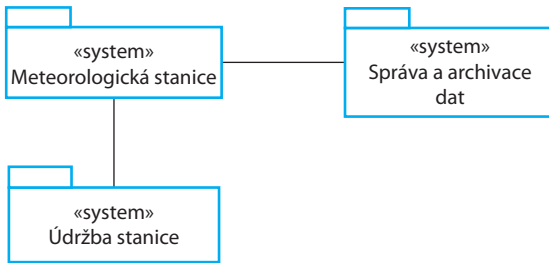 «system»
Meteorologická stanice
«system»
Správa a archivace
dat
«system»
Údržba stanice